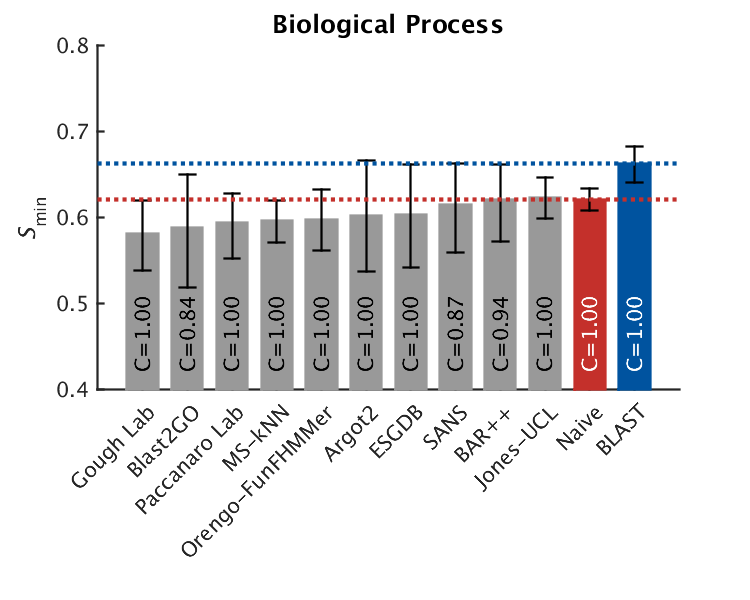 Biological Process
0.8
0.7
0.6
0.5
0.4
Smin
C=1.00
C=0.84
C=1.00
C=1.00
C=1.00
C=1.00
C=1.00
C=0.87
C=0.94
C=1.00
C=1.00
C=1.00
Gough Lab
Blast2GO
Paccanaro Lab
MS-kNN
Orengo-FunFHMMer
Argot2
ESGDB
SANS
BAR++
Jones-UCL
Naive
BLAST